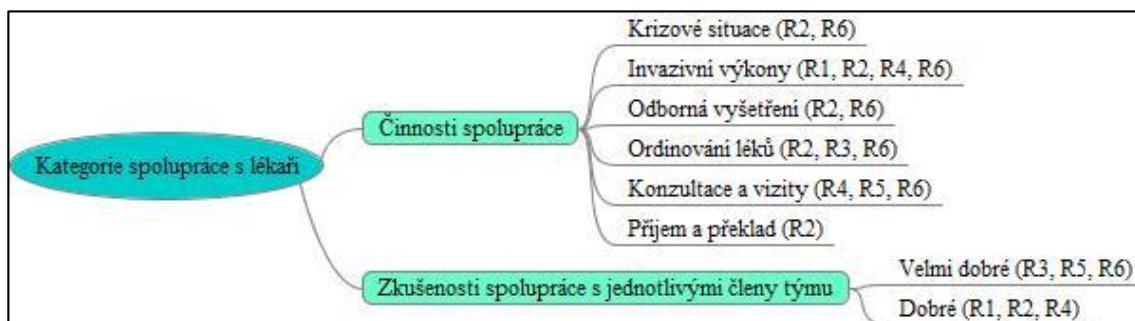 Kategorie spolupráce s lékaři
Činnosti spolupráce
Krizové situace (R2, R6)
Invazivní výkony (R1, R2, R4, R6)
Odborná vyšetření (R2, R6)
Ordinování léků (R2, R3, R6)
Konzultace a vizity (R4, R5, R6)
Příjem a překlad (R2)
Zkušenosti spolupráce s jednotlivými členy týmu
Velmi dobré (R3, R5, R6)
Dobré (R1, R2, R4)